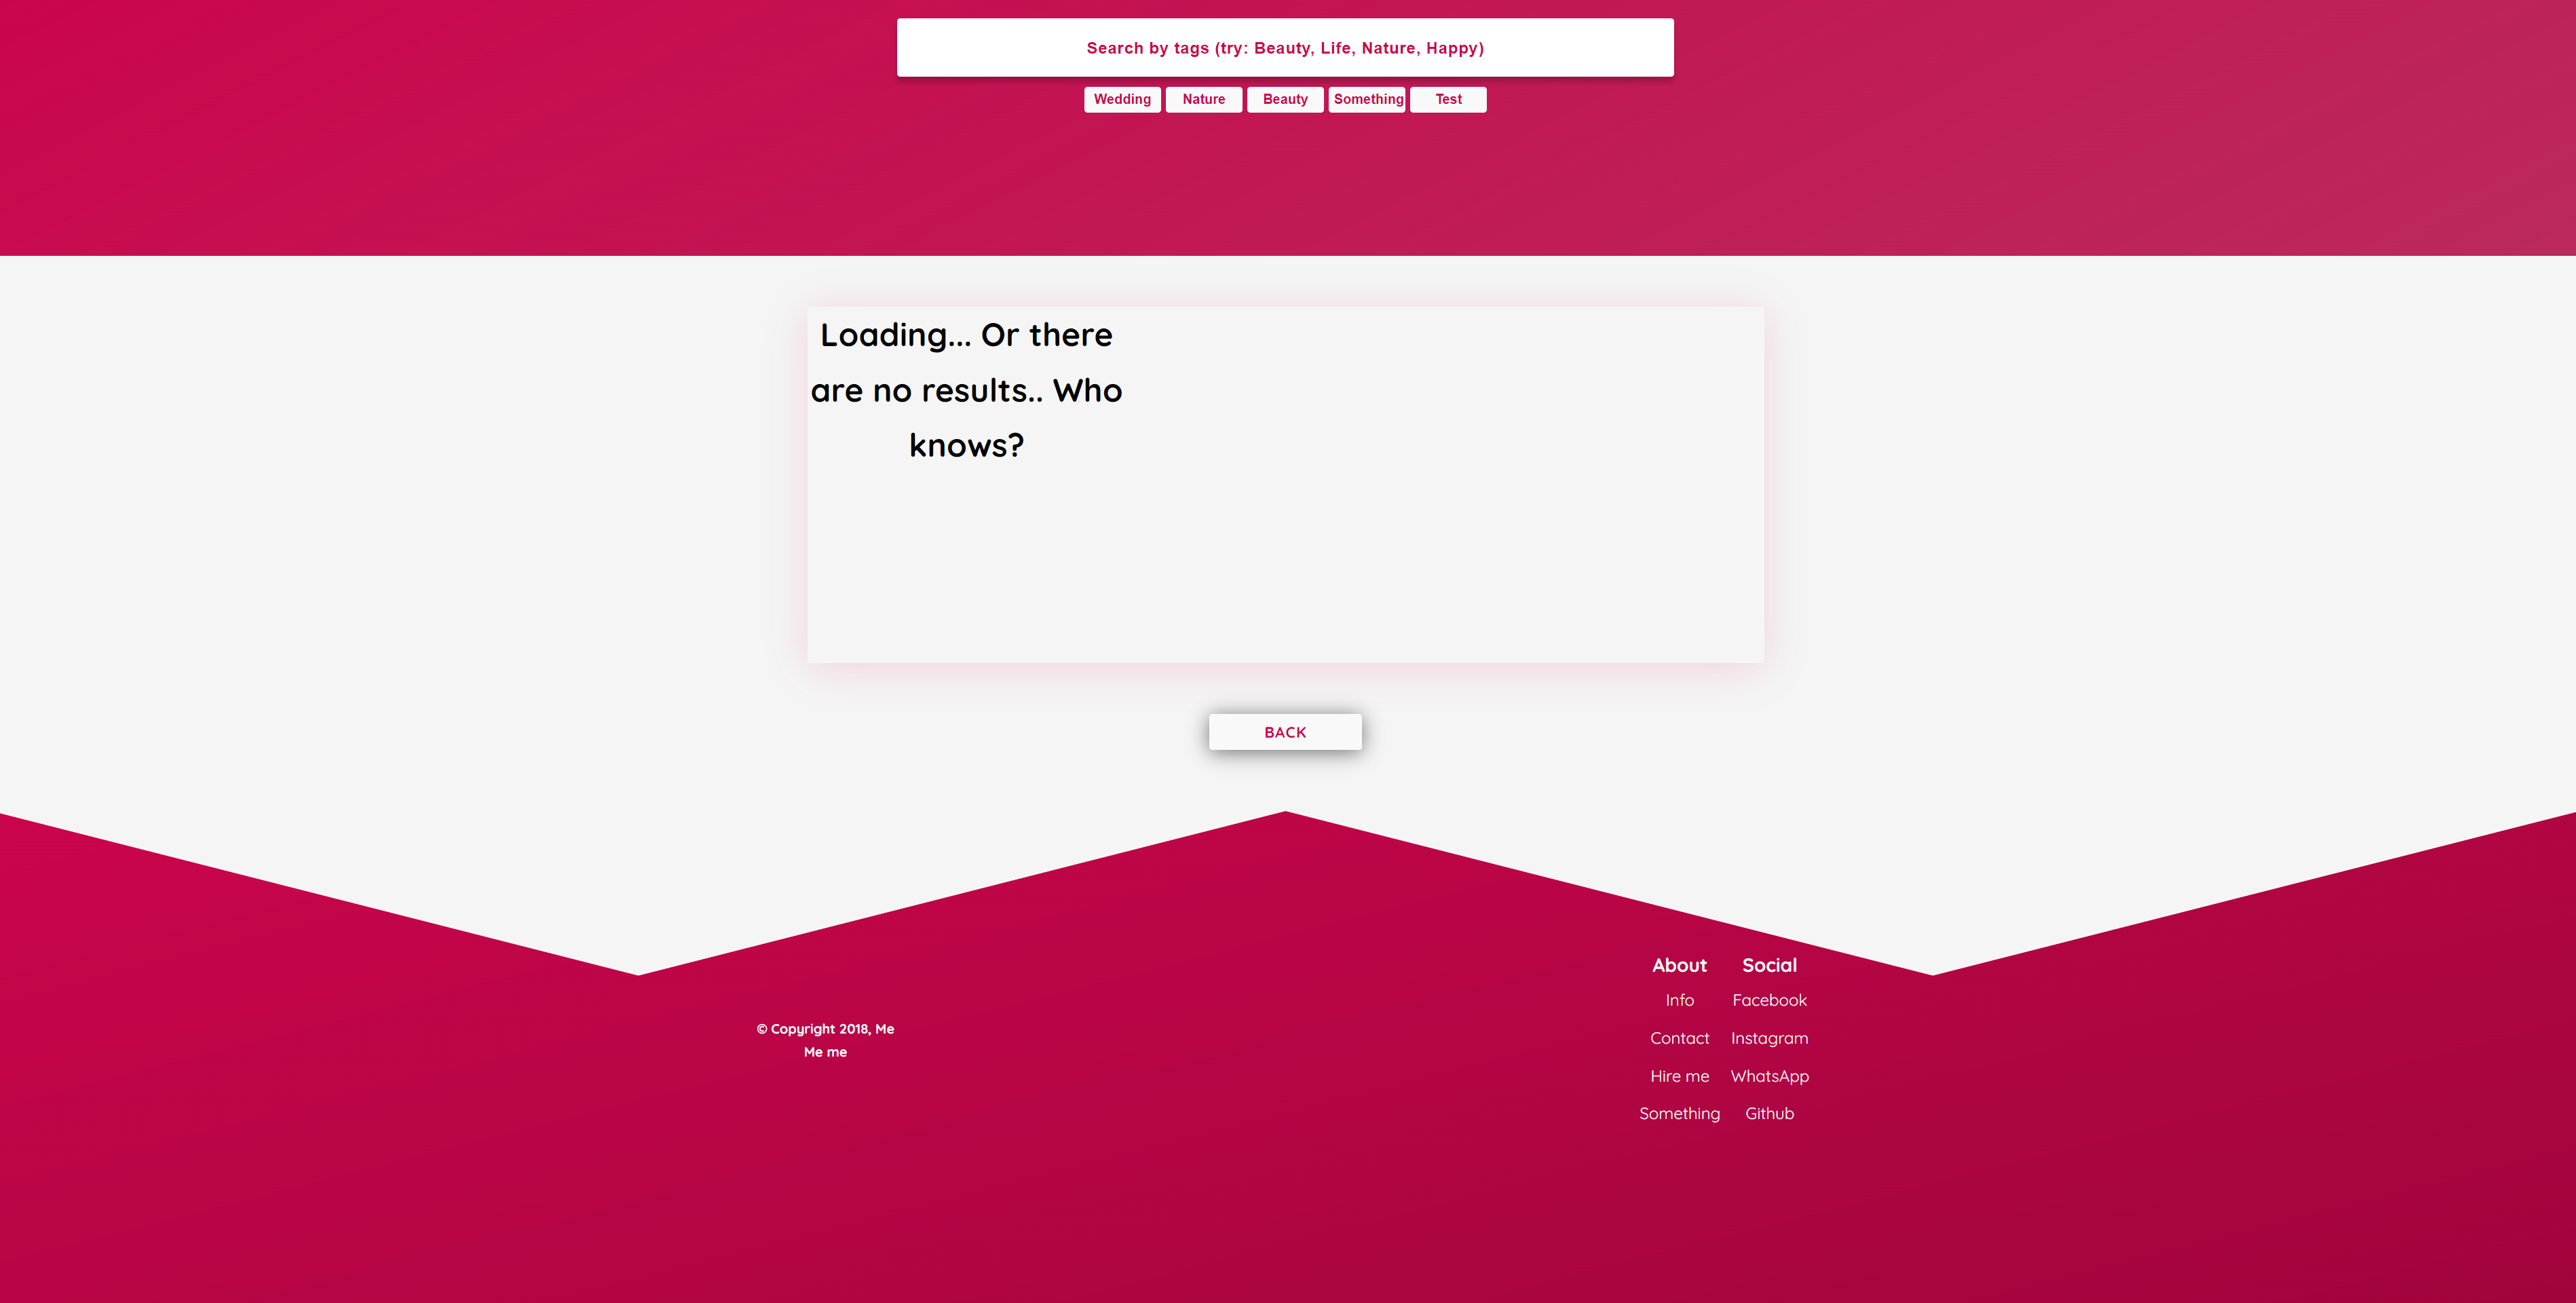 Search by tags (try: Beauty, Life, Nature, Happy)
Wedding Nature Beauty Something Test
Loading... Or there
are no results.. Who
knows?
BACK
© Copyright 2018, Me
Me me
About
Info
Contact
Hire me
Something
Social
Facebook
Instagram
WhatsApp
Github